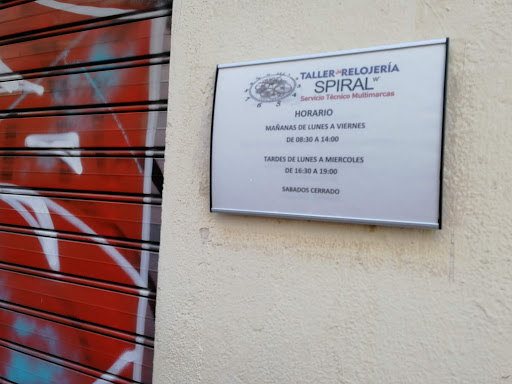 TALLER de RELOJERÍA
SPIRAL W
Servicio Técnico Multimarcas
HORARIO
MAÑANAS DE LUNES A VIERNES
DE 08:30 A 14:00
TARDES DE LUNES A MIERCOLES
DE 16:30 A 19:00
SABADOS CERRADO